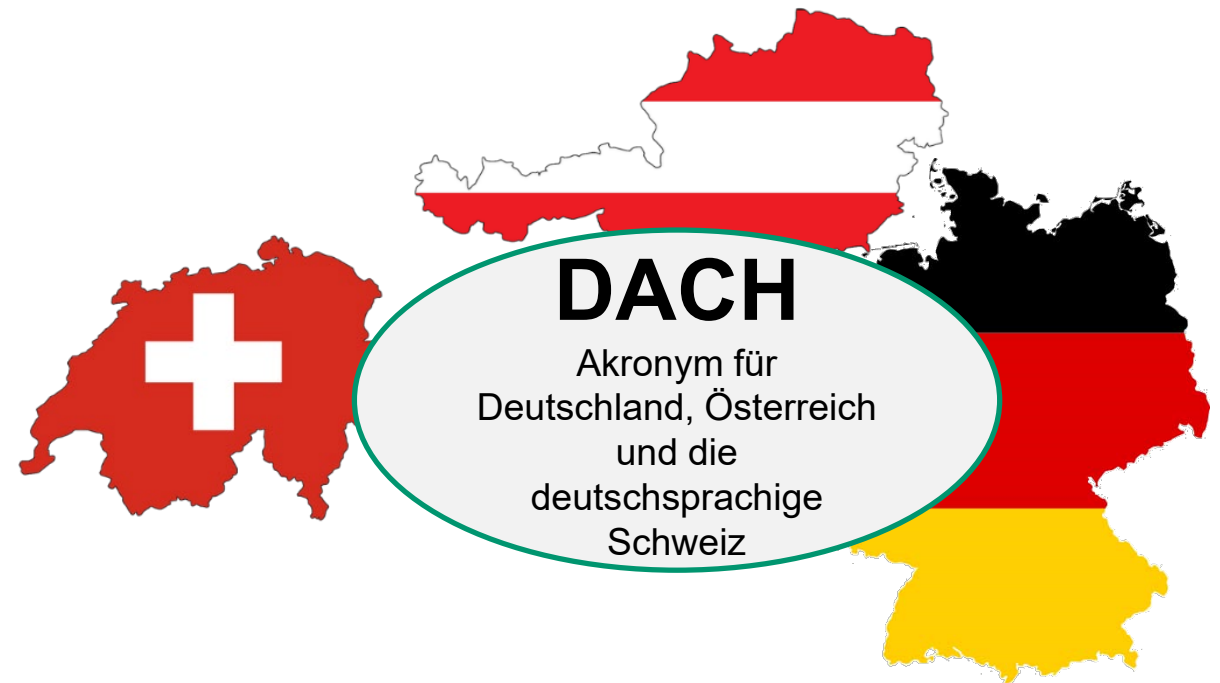 DACH
Akronym für
Deutschland, Österreich
und die
deutschsprachige
Schweiz